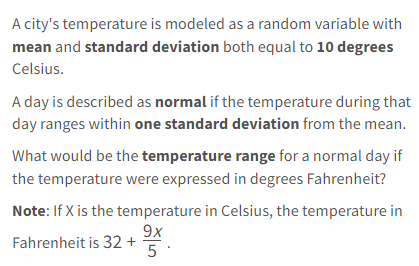 A city's temperature is modeled as a random variable with
mean and standard deviation both equal to 10 degrees
Celsius.
A day is described as normal if the temperature during that
day ranges within one standard deviation from the mean.
What would be the temperature range for a normal day if
the temperature were expressed in degrees Fahrenheit?
Note: If X is the temperature in Celsius, the temperature in
Fahrenheit is 32 + 9x/5 .